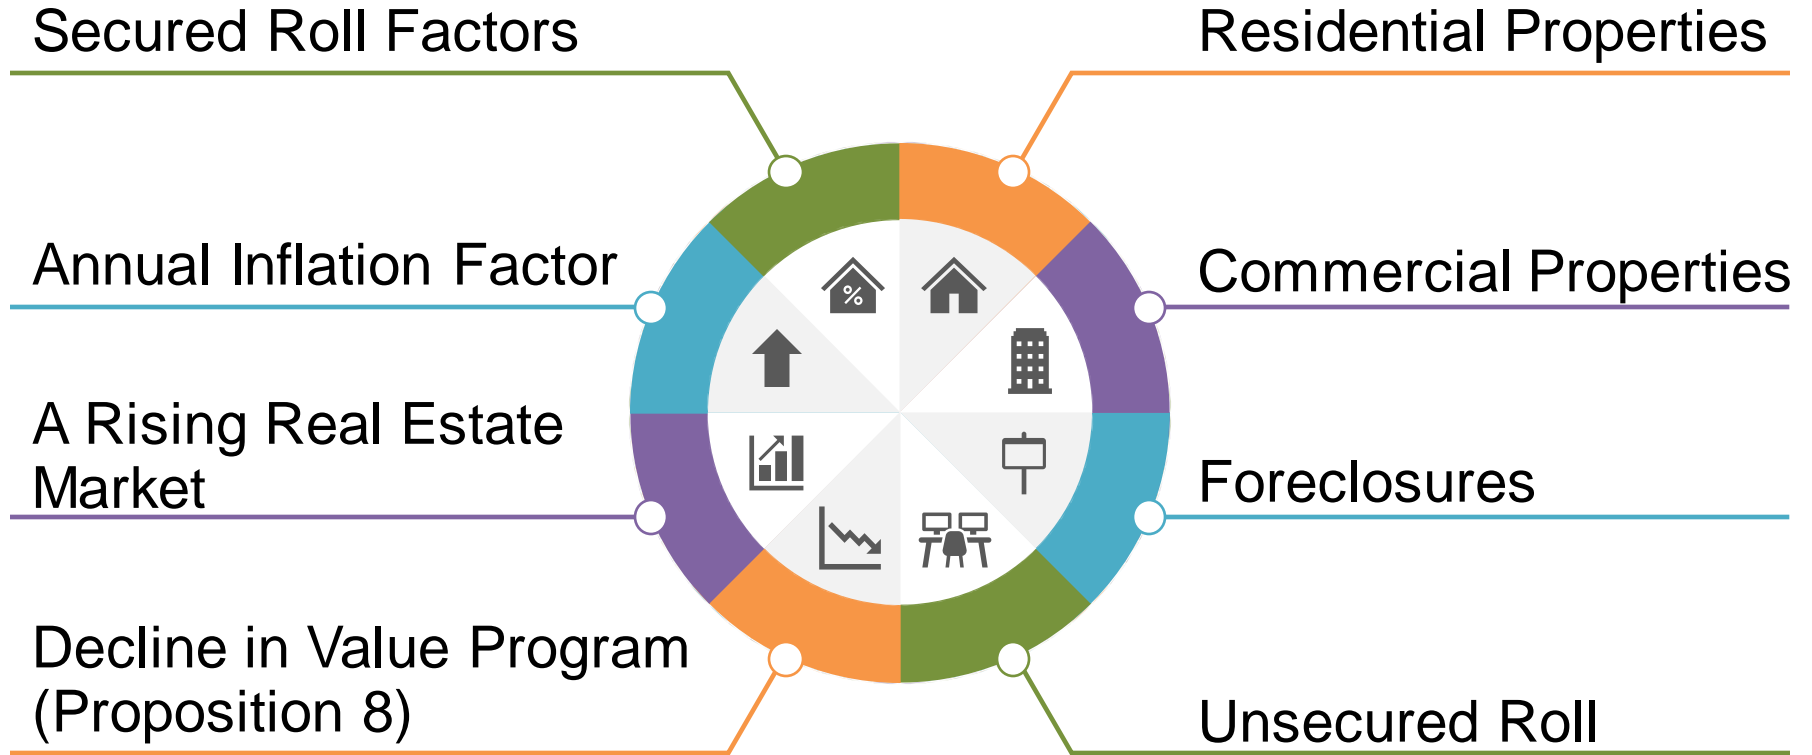 Secured Roll Factors
Annual Inflation Factor
A Rising Real Estate
Market
Decline in Value Program
(Proposition 8)
Residential Properties
Commercial Properties
Foreclosures
Unsecured Roll
%